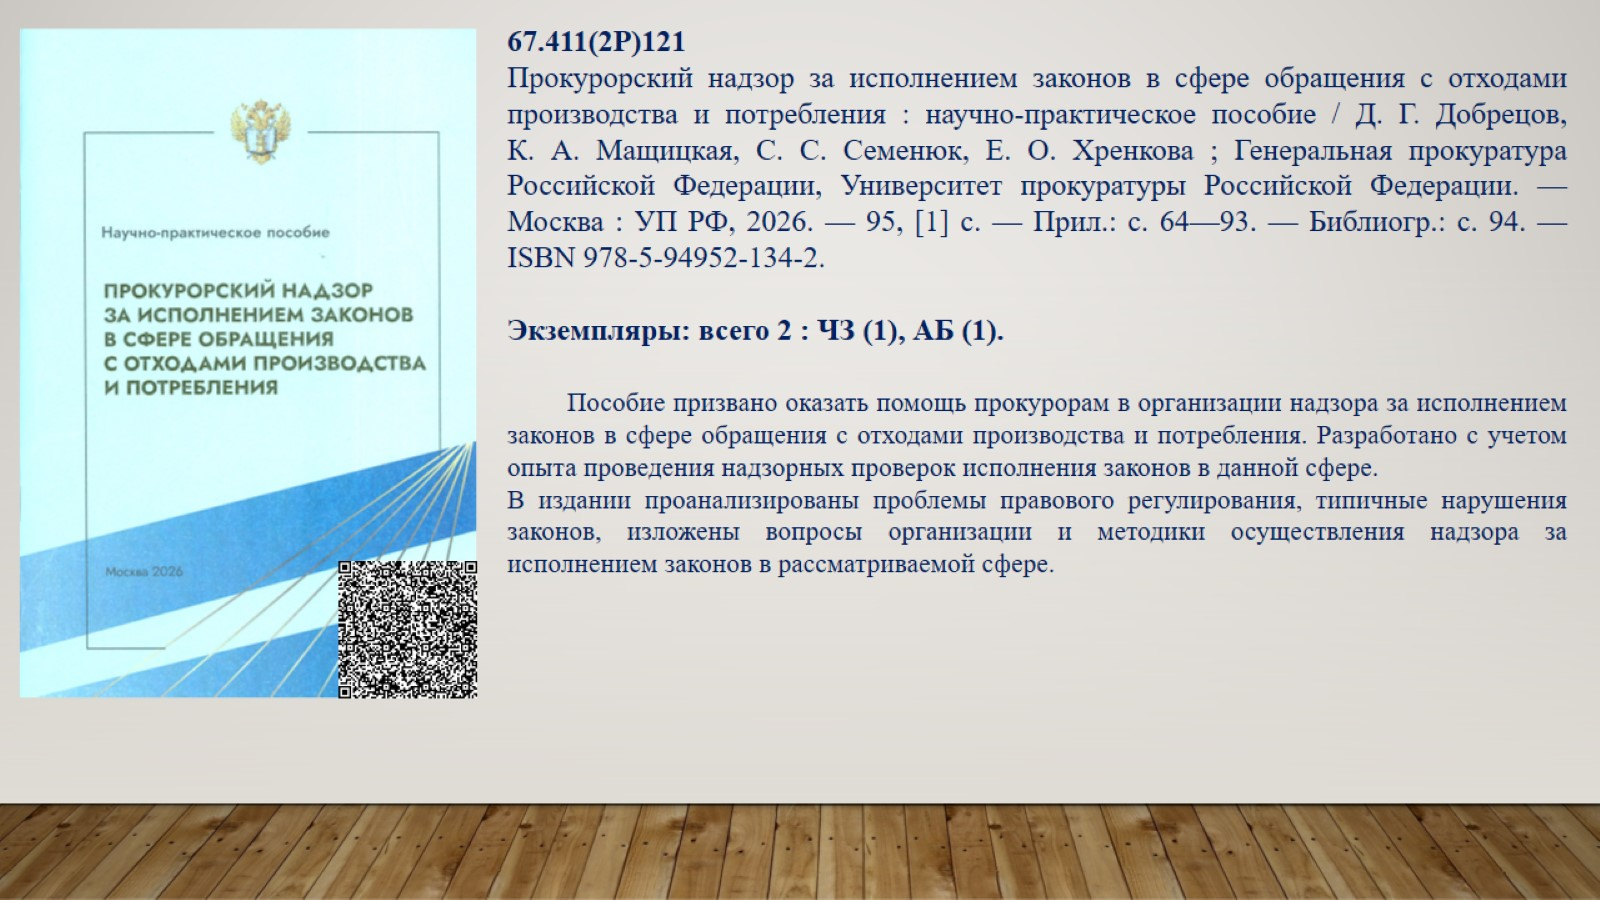 Научно-практическое пособие
ПРОКУРОРСКИЙ НАДЗОР
ЗА ИСПОЛНЕНИЕМ ЗАКОНОВ
В СФЕРЕ ОБРАЩЕНИЯ
С ОТХОДАМИ ПРОИЗВОДСТВА
И ПОТРЕБЛЕНИЯ
Москва 2026
67.411(2Р)121
Прокурорский надзор за исполнением законов в сфере обращения с отходами
производства и потребления : научно-практическое пособие / Д. Г. Добрецов,
К. А. Мащицкая, С. С. Семенюк, Е. О. Хренкова ; Генеральная прокуратура
Российской Федерации, Университет прокуратуры Российской Федерации. —
Москва : УП РФ, 2026. — 95, [1] с. — Прил.: с. 64—93. — Библиогр.: с. 94. —
ISBN 978-5-94952-134-2.
Экземпляры: всего 2 : ЧЗ (1), АБ (1).
Пособие призвано оказать помощь прокурорам в организации надзора за исполнением
законов в сфере обращения с отходами производства и потребления. Разработано с учетом
опыта проведения надзорных проверок исполнения законов в данной сфере.
В издании проанализированы проблемы правового регулирования, типичные нарушения
законов, изложены вопросы организации и методики осуществления надзора за
исполнением законов в рассматриваемой сфере.